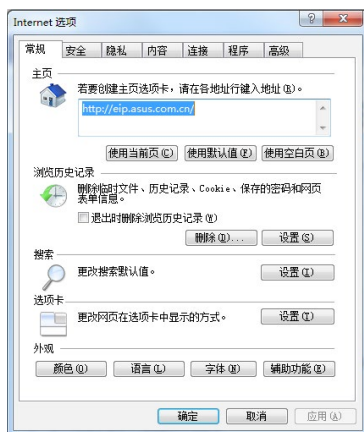 Internet 选项
常规 安全 隐私 内容 连接 程序 高级
主页
若要创建主页选项卡，请在各地址行键入地址(R)。
http://eip.asus.com.cn/
使用当前页(C) 使用默认值(F) 使用空白页(B)
浏览历史记录
删除临时文件、历史记录、Cookie、保存的密码和网页
表单信息。
退出时删除浏览历史记录(W)
删除(D)... 设置(S)
搜索
更改搜索默认值。 设置(I)
选项卡
更改网页在选项卡中显示的方式。 设置(T)
外观
颜色(O) 语言(L) 字体(N) 辅助功能(E)
确定 取消 应用(A)